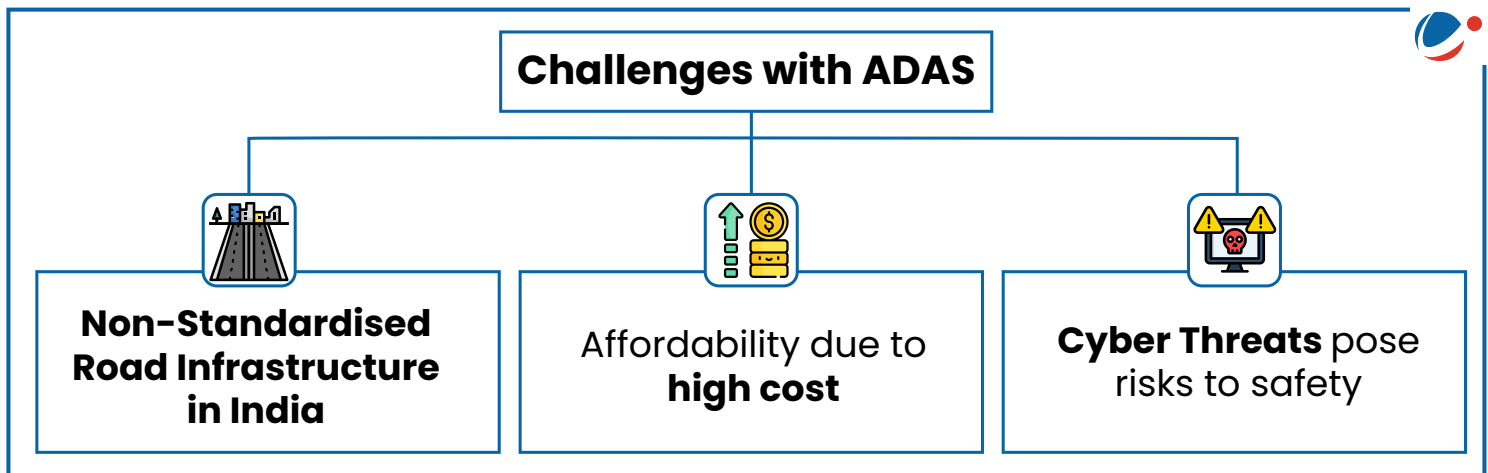 Challenges with ADAS
Non-Standardised
Road Infrastructure
in India
Affordability due to
high cost
Cyber Threats pose
risks to safety